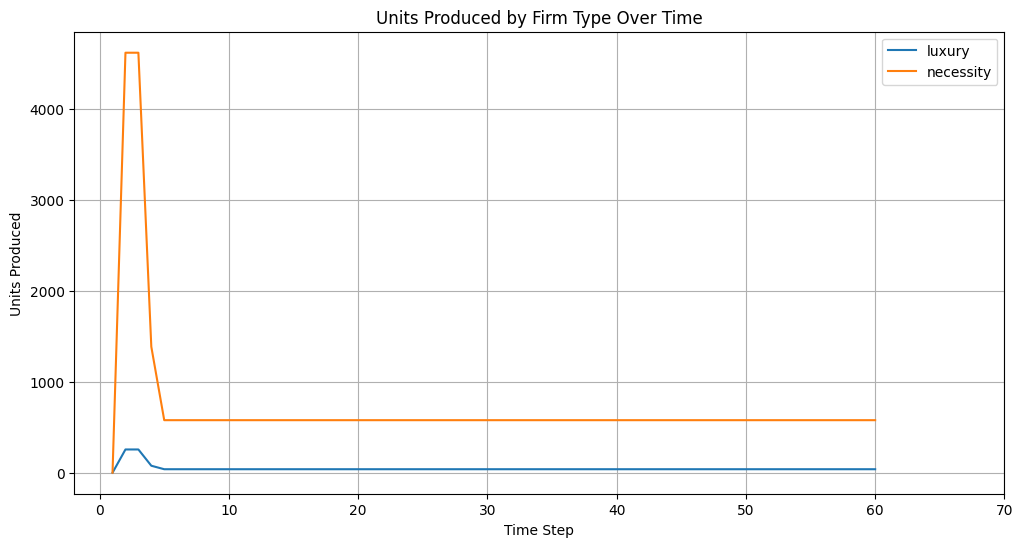 Units Produced by Firm Type Over Time
luxury
necessity
Units Produced
4000
3000
2000
1000
0
0 10 20 30 40 50 60 70
Time Step